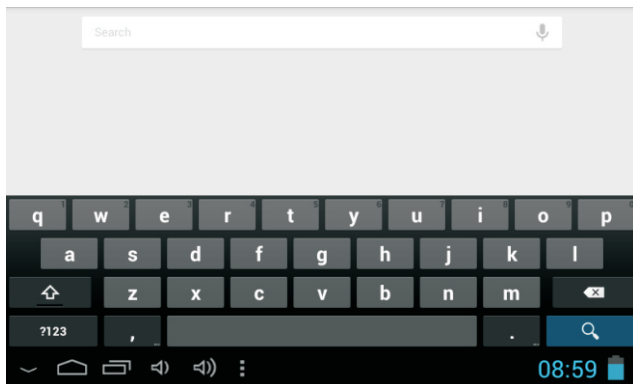 Search
q 1 w 2 e 3 r 4 t 5 y 6 u 7 i 8 o 9 p 0
a s d f g h j k l
z x c v b n m
?123 , ... . ...
08:59